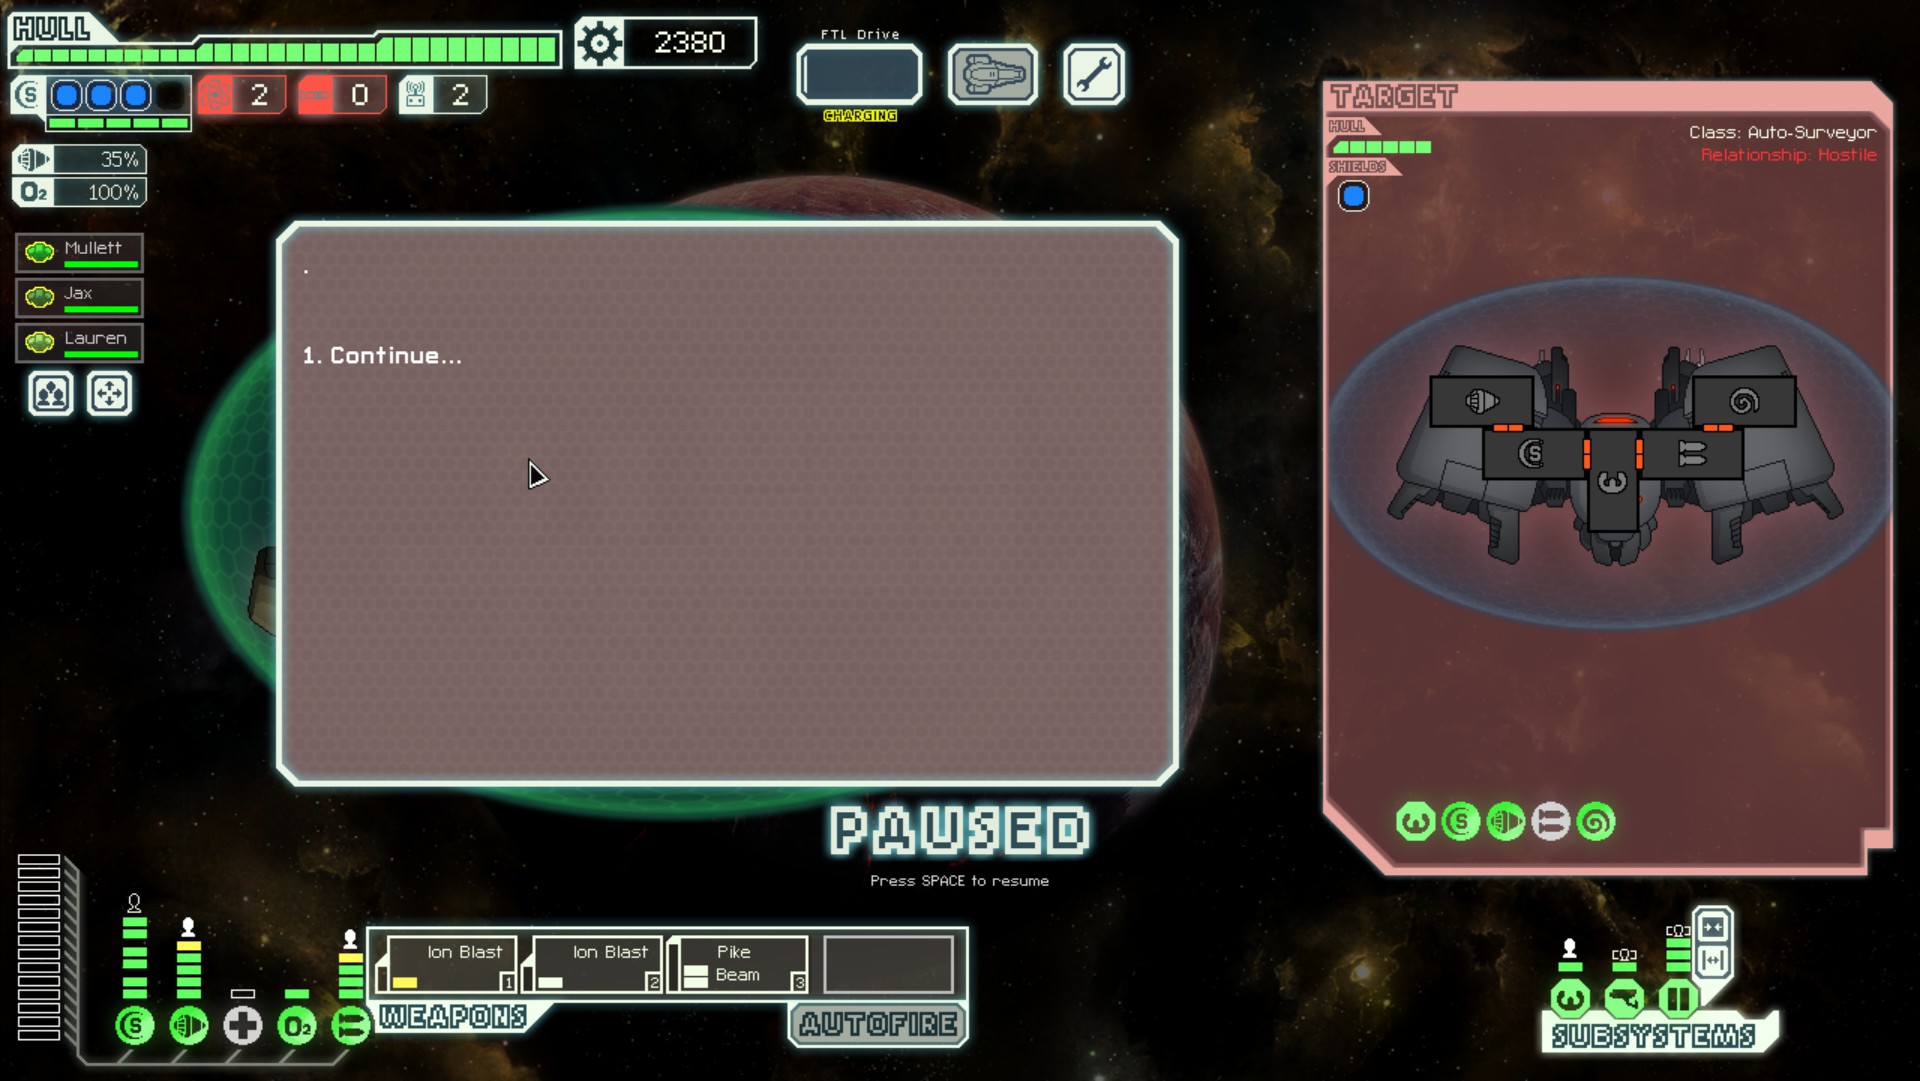 HULL
2380
FTL Drive
CHARGING
2
0
2
35%
O2
100%
Mullett
Jax
Lauren
.
1. Continue...
PAUSED
Press SPACE to resume
TARGET
HULL
Class: Auto-Surveyor
Relationship: Hostile
SHIELDS
S
S
S
S
O2
Ion Blast
1
Ion Blast
2
Pike
Beam
3
WEAPONS
AUTOFIRE
SUBSYSTEMS